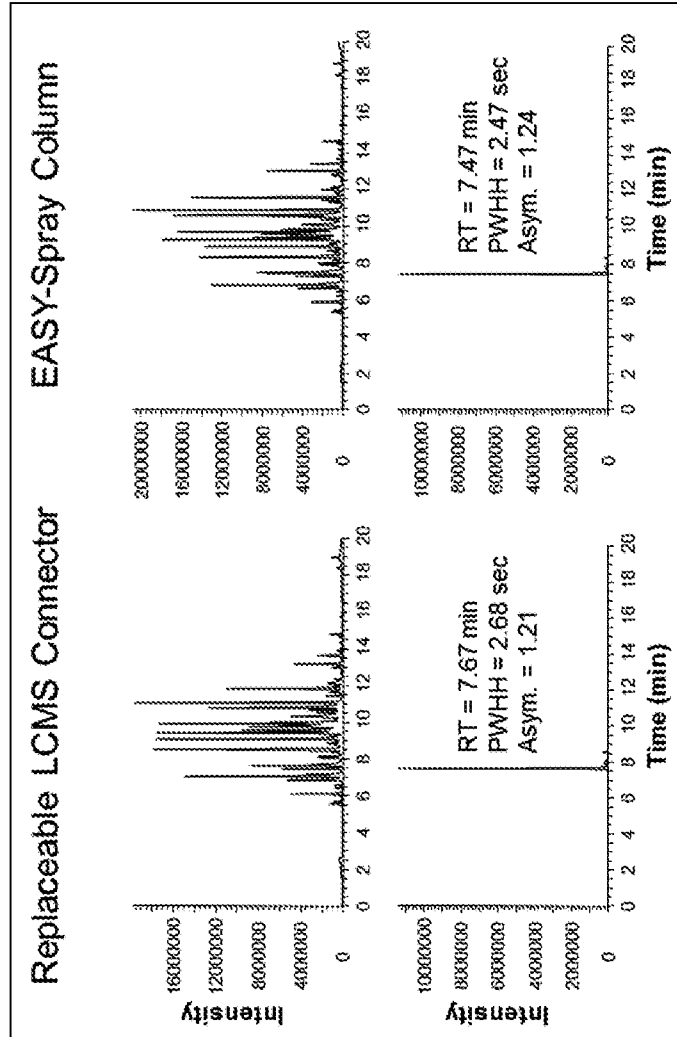 Replaceable LCMS Connector
EASY-Spray Column
Intensity
16000000
12000000
8000000
4000000
0
0 2 4 6 8 10 12 14 16 18 20
20000000
16000000
12000000
8000000
4000000
0
0 2 4 6 8 10 12 14 16 18 20
Intensity
10000000
8000000
6000000
4000000
2000000
0
RT = 7.67 min
PWHH = 2.68 sec
Asym. = 1.21
0 2 4 6 8 10 12 14 16 18 20
Time (min)
10000000
8000000
6000000
4000000
2000000
0
RT = 7.47 min
PWHH = 2.47 sec
Asym. = 1.24
0 2 4 6 8 10 12 14 16 18 20
Time (min)